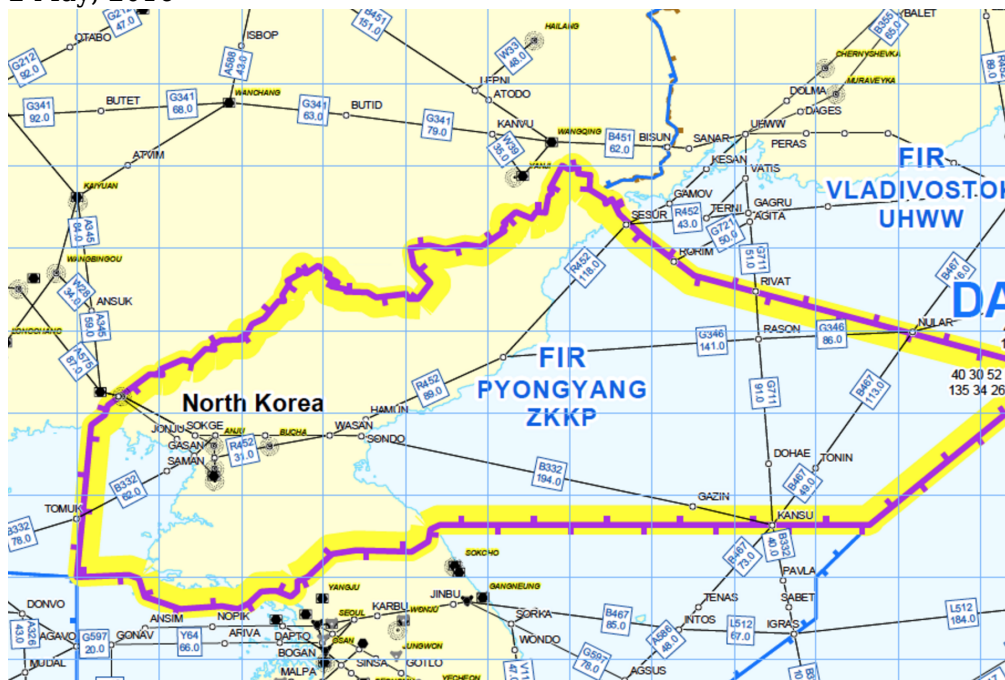 G212
47.0
ISBOP
B451
151.0
HAILANG
BALET
B355
65.0
OTABO
G212
92.0
A588
43.0
W33
48.0
CHERNYSHEVKA
MURAVEYKA
LEPNI
ATODO
DOLMA
DAGES
WANCHANG
G341
92.0
BUTET
G341
68.0
G341
63.0
BUTID
G341
79.0
KANVU
WANGQING
B451
62.0
BISUN
SANAR
UHWW
PERAS
W39
35.0
YANJI
ATVIM
KESAN
VATIS
FIR
VLADIVOSTOK
UHWW
KAIYUAN
A345
84.0
GAMOV
SESUR
R452
43.0
TERNI
GAGRU
AGITA
G721
50.0
RORIM
WANGBINGOU
W28
34.0
R452
118.0
G711
51.0
RIVAT
B467
ANSUK
A345
59.0
DA
NULAR
RASON
G346
141.0
G346
86.0
A575
87.0
FIR
PYONGYANG
ZKKP
40 30 52
135 34 26
R452
89.0
G711
91.0
B467
113.0
North Korea
HAMUN
JONJU
SOKGE
ANJU
BUCHA
WASAN
SONDO
GASAN
R452
31.0
SAMAN
DOHAE
TONIN
B332
62.0
B332
194.0
B467
49.0
TOMUK
GAZIN
KANSU
B332
78.0
B467
73.0
B332
40.0
SOKCHO
PAVLA
YANGJU
GANGNEUNG
JINBU
DONVO
ANSIM
NOPIK
SEOUL
KARBU
WONJU
SORKA
B467
85.0
TENAS
SABET
L512
184.0
A326
43.0
AGAVO
G597
20.0
GONAV
Y64
66.0
ARIVA
DAPTO
OSAN
WONDO
A586
48.0
INTOS
L512
67.0
IGRAS
BOGAN
JUNGWON
MUDAL
MALPA
SINSA
GOTLO
G597
78.0
AGSUS
YECHEON
V11
47